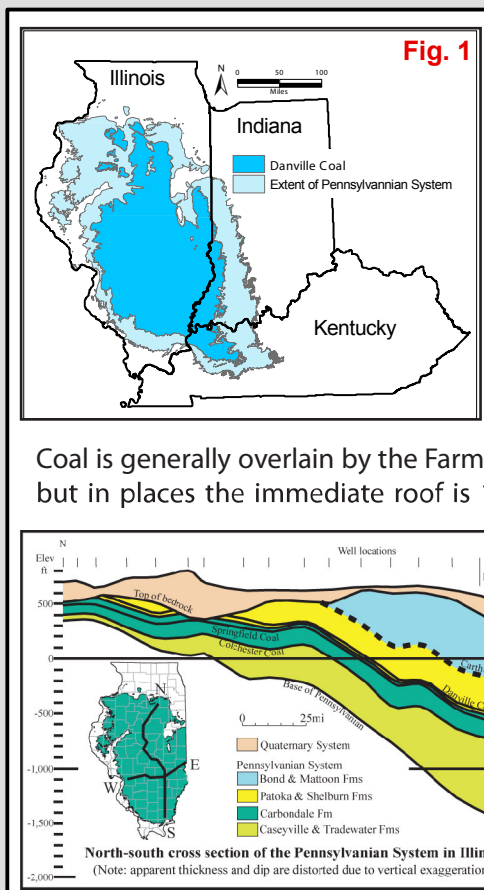 Fig. 1
Illinois
N
0 50 100
Miles
Indiana
Danville Coal
Extent of Pennsylvannian System
Kentucky
Coal is generally overlain by the Farm
but in places the immediate roof is
N
Elev
ft
Well locations
Top of bedrock
500
Springfield Coal
Colchester Coal
0
Carth
Danville C
Base of Pennsylvanian
N
0 25mi
-500
E
W
S
Quaternary System
Pennsylvanian System
Bond & Mattoon Fms
-1,000
Patoka & Shelburn Fms
Carbondale Fm
-1,500
Caseyville & Tradewater Fms
North-south cross section of the Pennsylvanian System in Illin
(Note: apparent thickness and dip are distorted due to vertical exaggeration
-2,000